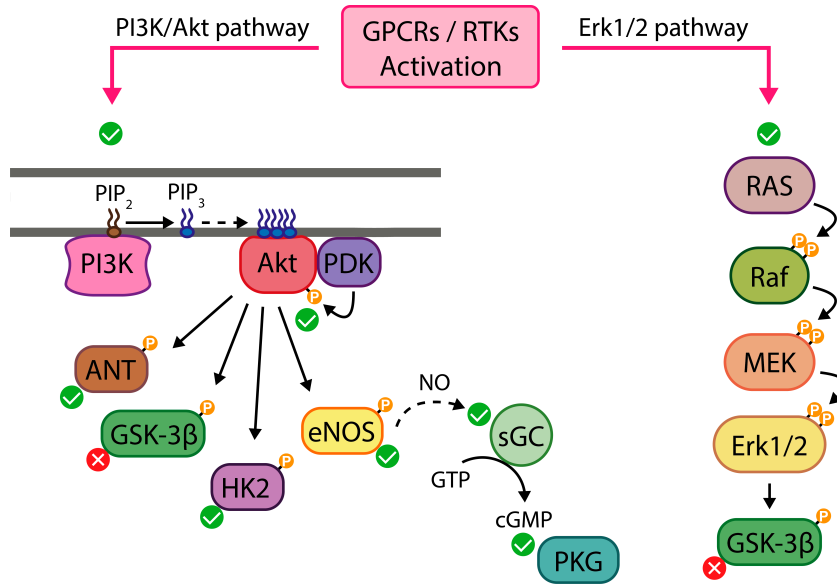 PI3K/Akt pathway
GPCRs / RTKs
Activation
Erk1/2 pathway
PIP2
PIP3
PI3K
Akt
PDK
P
ANT
P
GSK-3β
P
HK2
P
eNOS
P
NO
sGC
GTP
cGMP
PKG
RAS
P
P
Raf
P
P
MEK
P
P
Erk1/2
P
GSK-3β